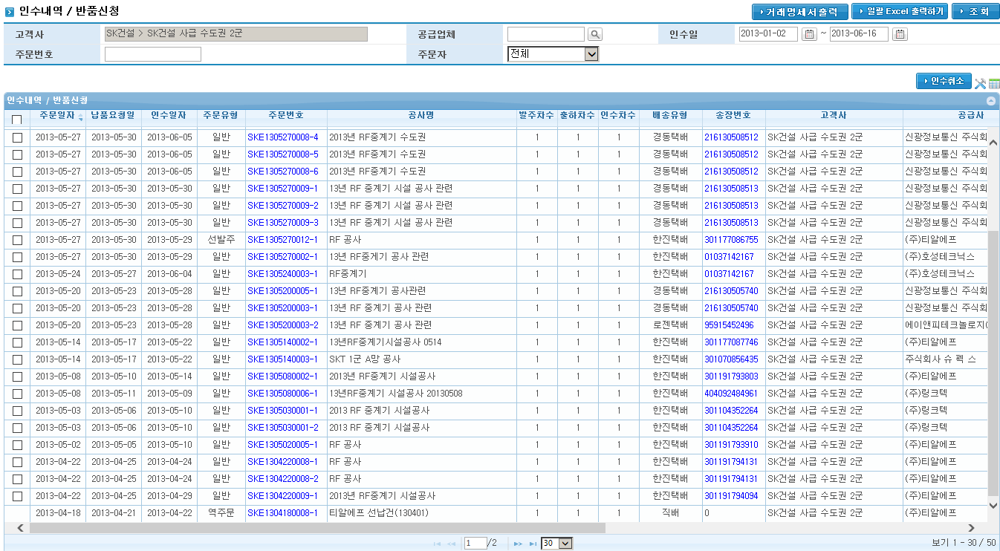 인수내역 / 반품신청
거래명세서출력 일괄 Excel 출력하기 조 회
고객사 SK건설 > SK건설 사급 수도권 2군 공급업체 인수일 2013-01-02 ~ 2013-06-16
주문번호 주문자 전체
인수취소
인수내역 / 반품신청
주문일자 납품요청일 인수일자 주문유형 주문번호 공사명 발주차수 출하차수 인수차수 배송유형 송장번호 고객사 공급사
2013-05-27 2013-05-30 2013-06-05 일반 SKE1305270008-4 2013년 RF중계기 수도권 1 1 1 경동택배 216130508512 SK건설 사급 수도권 2군 신광정보통신 주식회
2013-05-27 2013-05-30 2013-06-05 일반 SKE1305270008-5 2013년 RF중계기 수도권 1 1 1 경동택배 216130508512 SK건설 사급 수도권 2군 신광정보통신 주식회
2013-05-27 2013-05-30 2013-06-05 일반 SKE1305270008-6 2013년 RF중계기 수도권 1 1 1 경동택배 216130508512 SK건설 사급 수도권 2군 신광정보통신 주식회
2013-05-27 2013-05-30 2013-06-05 일반 SKE1305270009-1 13년 RF 중계기 시설 공사 관련 1 1 1 경동택배 216130508513 SK건설 사급 수도권 2군 신광정보통신 주식회
2013-05-27 2013-05-30 2013-06-05 일반 SKE1305270009-2 13년 RF 중계기 시설 공사 관련 1 1 1 경동택배 216130508513 SK건설 사급 수도권 2군 신광정보통신 주식회
2013-05-27 2013-05-30 2013-06-05 일반 SKE1305270009-3 13년 RF 중계기 시설 공사 관련 1 1 1 경동택배 216130508513 SK건설 사급 수도권 2군 신광정보통신 주식회
2013-05-27 2013-05-30 2013-05-29 선발주 SKE1305270012-1 RF 공사 1 1 1 한진택배 301177086755 SK건설 사급 수도권 2군 (주)티알에프
2013-05-27 2013-05-30 2013-05-29 일반 SKE1305270002-1 13년 RF중게기 공사 관련 1 1 1 한진택배 01037142167 SK건설 사급 수도권 2군 (주)호성테크닉스
2013-05-24 2013-05-27 2013-06-04 일반 SKE1305240003-1 RF중계기 1 1 1 한진택배 01037142167 SK건설 사급 수도권 2군 (주)호성테크닉스
2013-05-20 2013-05-23 2013-05-28 일반 SKE1305200005-1 13년 RF중계기 공사관련 1 1 1 경동택배 216130505740 SK건설 사급 수도권 2군 신광정보통신 주식회
2013-05-20 2013-05-23 2013-05-28 일반 SKE1305200003-1 13년 RF 중계기 공사 관련 1 1 1 경동택배 216130505740 SK건설 사급 수도권 2군 신광정보통신 주식회
2013-05-20 2013-05-23 2013-05-28 일반 SKE1305200003-2 13년 RF 중계기 공사 관련 1 1 1 로젠택배 95915452496 SK건설 사급 수도권 2군 에이앤피테크놀로지(
2013-05-14 2013-05-17 2013-05-22 일반 SKE1305140002-1 13년RF중계기시설공사 0514 1 1 1 한진택배 301177087746 SK건설 사급 수도권 2군 (주)티알에프
2013-05-14 2013-05-17 2013-05-22 일반 SKE1305140003-1 SKT 1군 A망 공사 1 1 1 한진택배 301070856435 SK건설 사급 수도권 2군 주식회사 슈 펙 스
2013-05-08 2013-05-10 2013-05-14 일반 SKE1305080002-1 2013년 RF중계기 시설공사 1 1 1 한진택배 301191793803 SK건설 사급 수도권 2군 (주)티알에프
2013-05-08 2013-05-11 2013-05-09 일반 SKE1305080006-1 13년RF중계기 시설공사 20130508 1 1 1 한진택배 404092484961 SK건설 사급 수도권 2군 (주)링크텍
2013-05-03 2013-05-06 2013-05-10 일반 SKE1305030001-1 2013 RF 중계기 시설공사 1 1 1 한진택배 301104352264 SK건설 사급 수도권 2군 (주)링크텍
2013-05-03 2013-05-06 2013-05-10 일반 SKE1305030001-2 2013 RF 중계기 시설공사 1 1 1 한진택배 301104352264 SK건설 사급 수도권 2군 (주)링크텍
2013-05-02 2013-05-05 2013-05-10 일반 SKE1305020005-1 RF 공사 1 1 1 한진택배 301191793910 SK건설 사급 수도권 2군 (주)티알에프
2013-04-22 2013-04-25 2013-04-24 일반 SKE1304220008-1 RF 공사 1 1 1 한진택배 301191794131 SK건설 사급 수도권 2군 (주)티알에프
2013-04-22 2013-04-25 2013-04-24 일반 SKE1304220008-2 RF 공사 1 1 1 한진택배 301191794131 SK건설 사급 수도권 2군 (주)티알에프
2013-04-22 2013-04-25 2013-04-29 일반 SKE1304220009-1 2013년 RF중계기 시설공사 1 1 1 한진택배 301191794094 SK건설 사급 수도권 2군 (주)티알에프
2013-04-18 2013-04-21 2013-04-22 역주문 SKE1304180008-1 티알에프 선납건(130401) 1 1 1 직배 0 SK건설 사급 수도권 2군 (주)티알에프
1 /2 30 보기 1 - 30 / 50